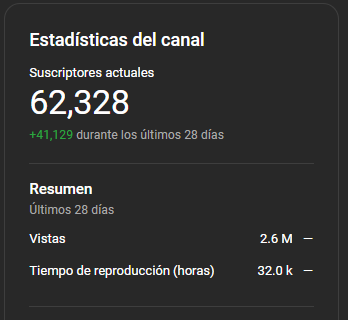 Estadísticas del canal
Suscriptores actuales
62,328
+41,129 durante los últimos 28 días
Resumen
Últimos 28 días
Vistas 2.6 M —
Tiempo de reproducción (horas) 32.0 k —